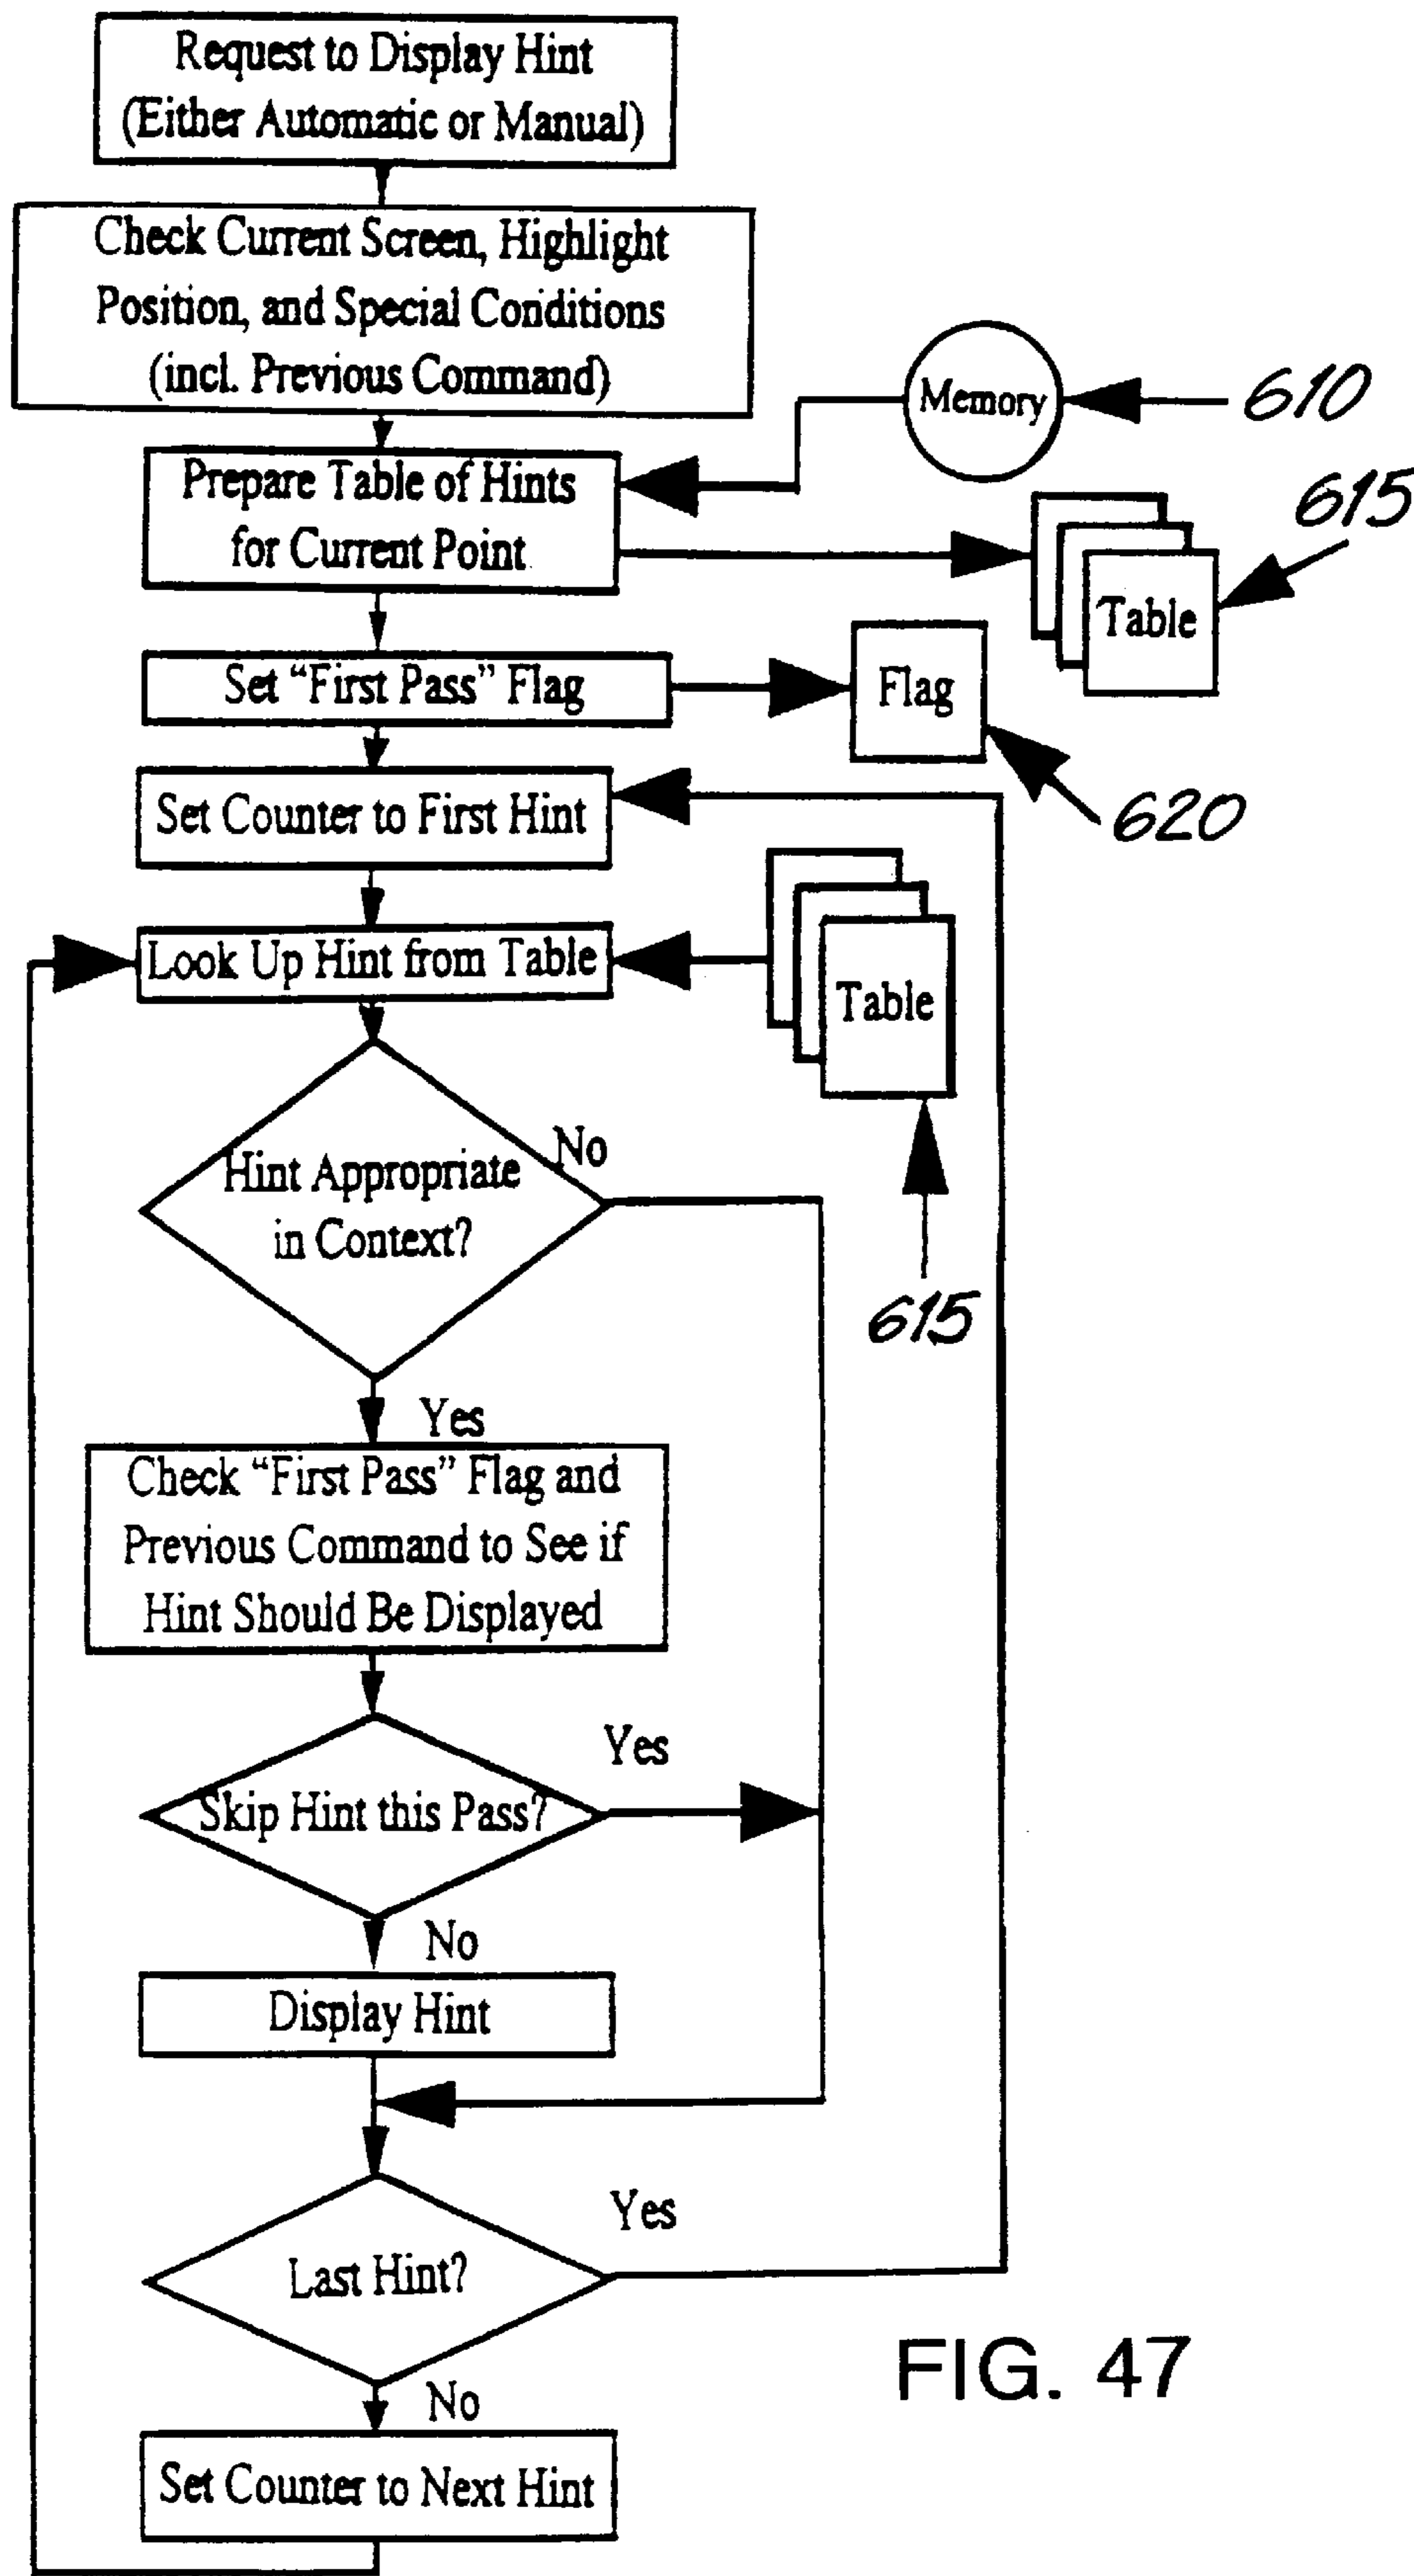 Request to Display Hint
(Either Automatic or Manual)
Check Current Screen, Highlight
Position, and Special Conditions
(incl. Previous Command)
Memory
610
Prepare Table of Hints
for Current Point
615
Table
Set “First Pass” Flag
Flag
620
Set Counter to First Hint
Look Up Hint from Table
Table
615
Hint Appropriate
in Context?
No
Yes
Check “First Pass” Flag and
Previous Command to See if
Hint Should Be Displayed
Skip Hint this Pass?
Yes
No
Display Hint
Last Hint?
Yes
No
Set Counter to Next Hint
FIG. 47